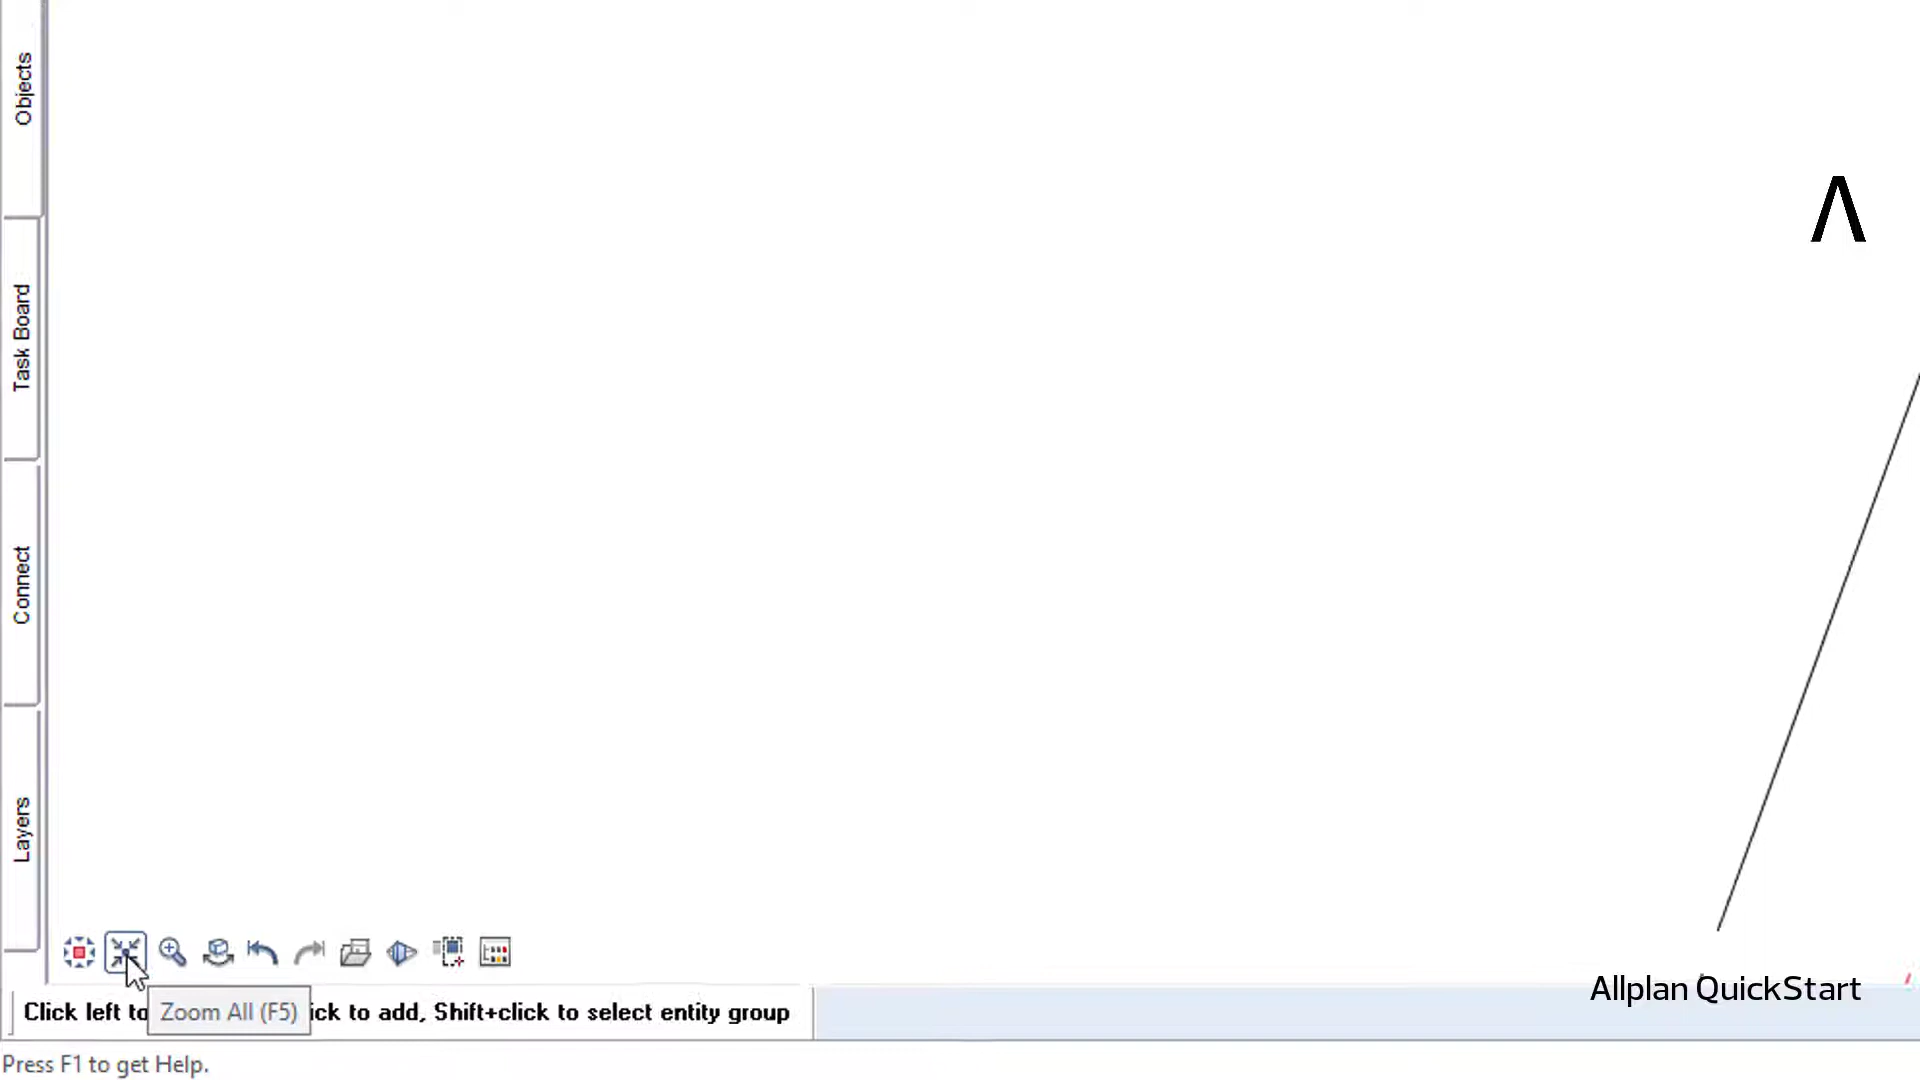 Objects
Task Board
Connect
Layers
Allplan QuickStart
Click left to
Zoom All (F5)
ick to add, Shift+click to select entity group
Press F1 to get Help.